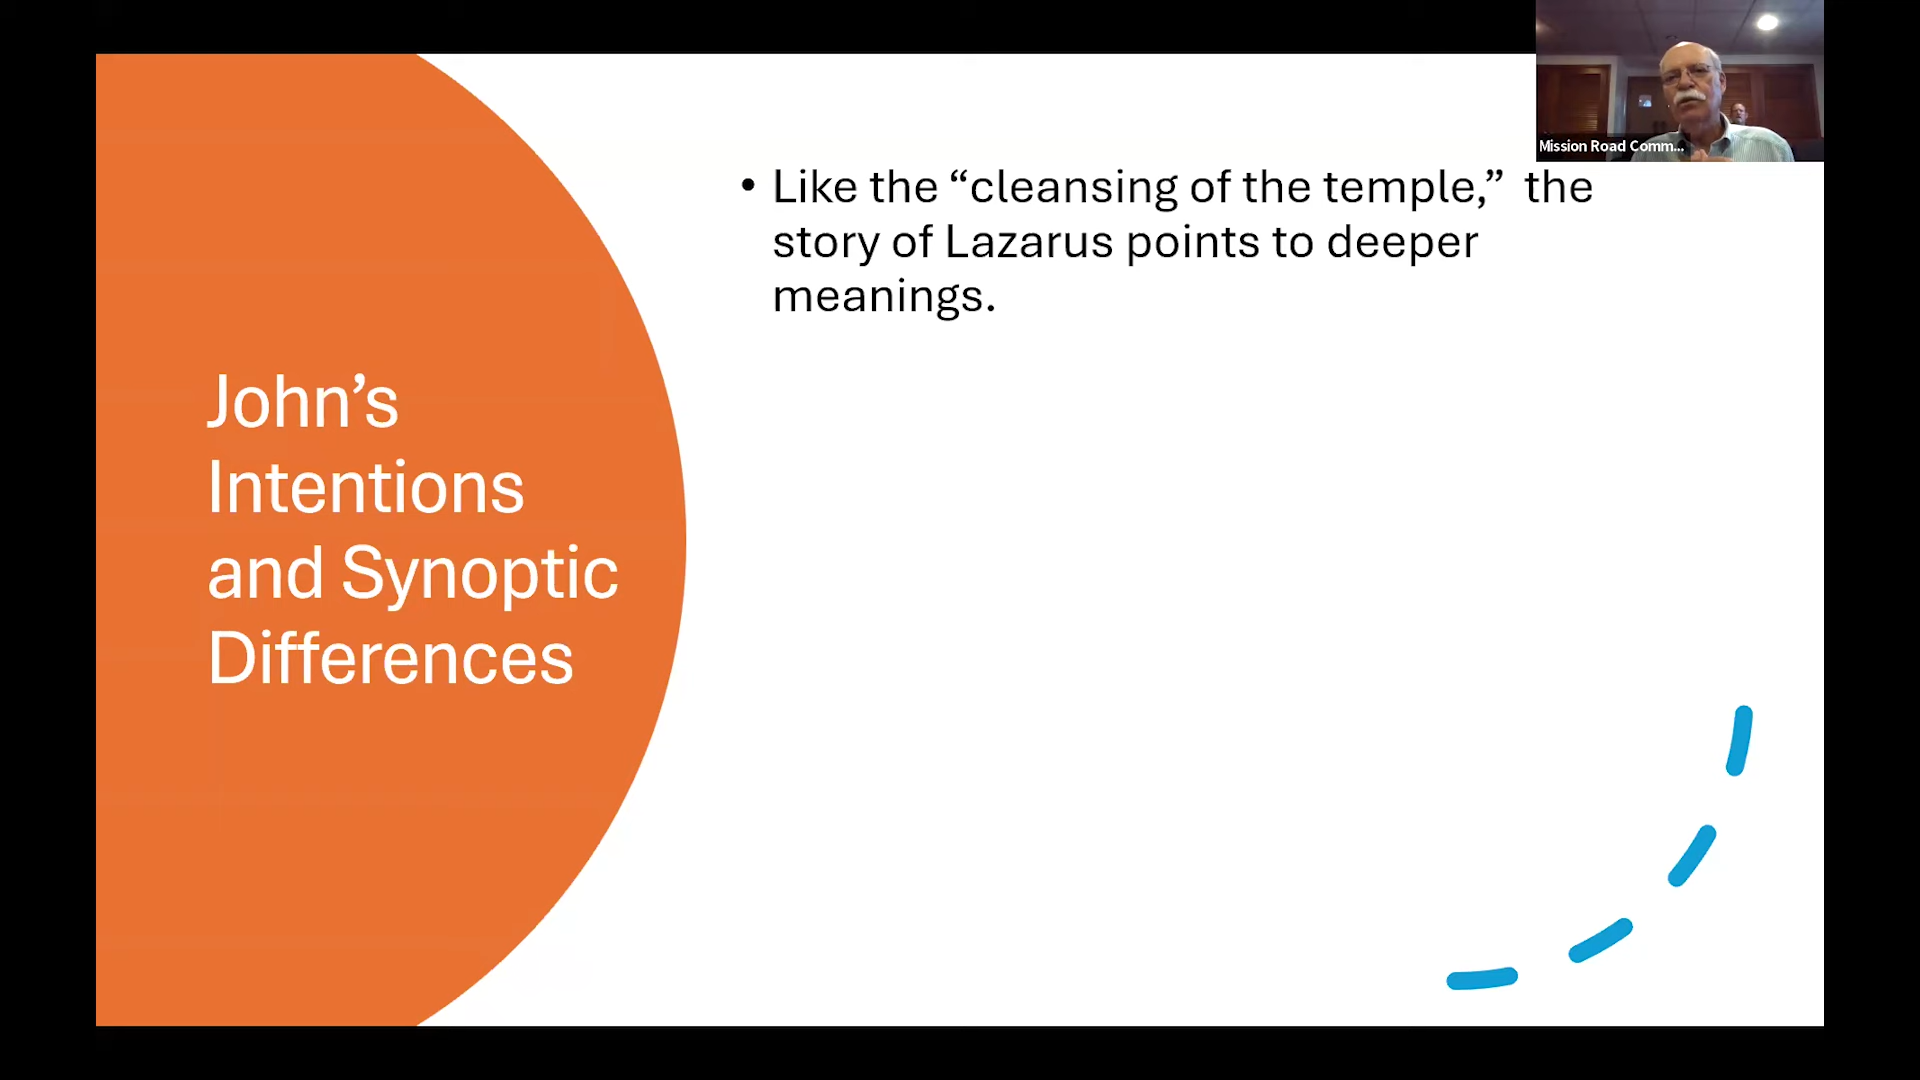 Mission Road Comm...
• Like the “cleansing of the temple,” the
story of Lazarus points to deeper
meanings.
John’s
Intentions
and Synoptic
Differences